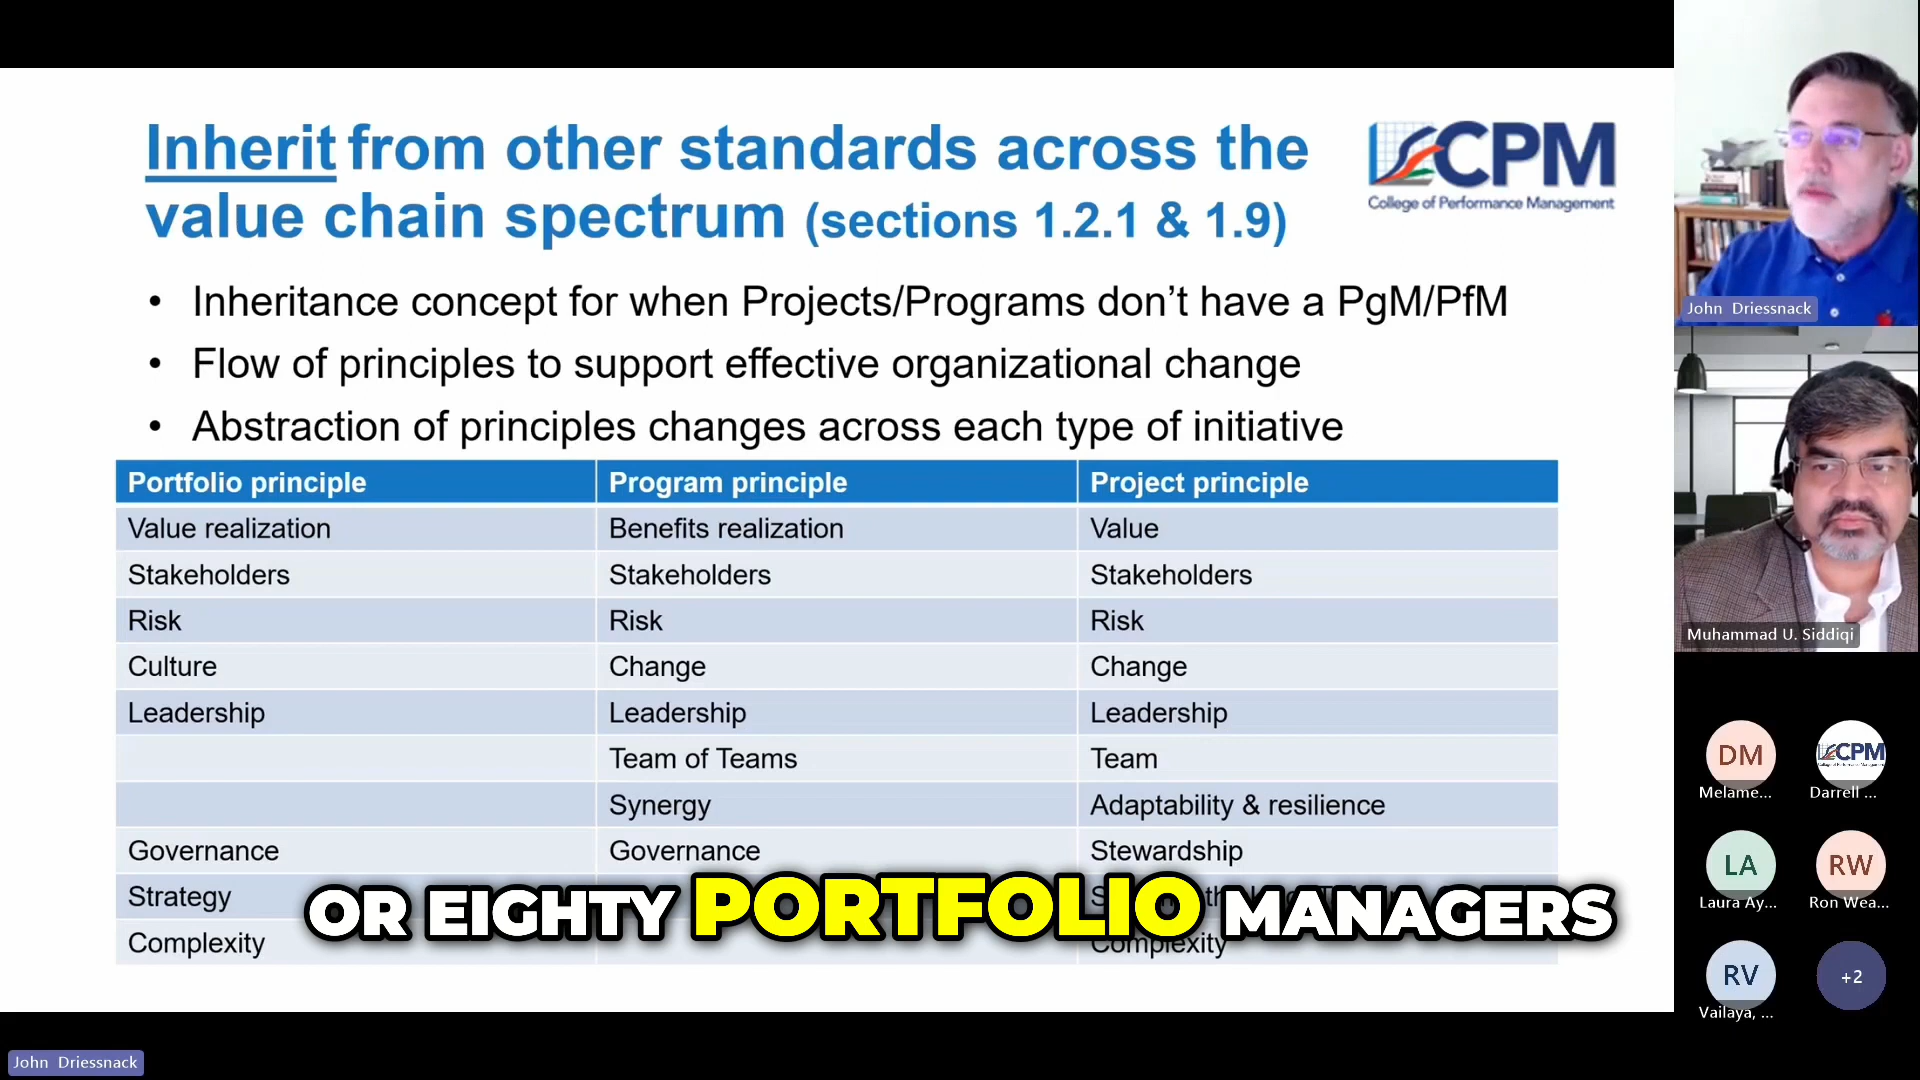 Inherit from other standards across the
value chain spectrum (sections 1.2.1 & 1.9)
CPM
College of Performance Management
• Inheritance concept for when Projects/Programs don’t have a PgM/PfM
• Flow of principles to support effective organizational change
• Abstraction of principles changes across each type of initiative
Portfolio principle Program principle Project principle
Value realization Benefits realization Value
Stakeholders Stakeholders Stakeholders
Risk Risk Risk
Culture Change Change
Leadership Leadership Leadership
Team of Teams Team
Synergy Adaptability & resilience
Governance Governance Stewardship
Strategy
Complexity Complexity
OR EIGHTY PORTFOLIO MANAGERS
John Driessnack
Muhammad U. Siddiqi
DM CPM
Melame... Darrell ...
LA RW
Laura Ay... Ron Wea...
RV +2
Vailaya, ...
John Driessnack